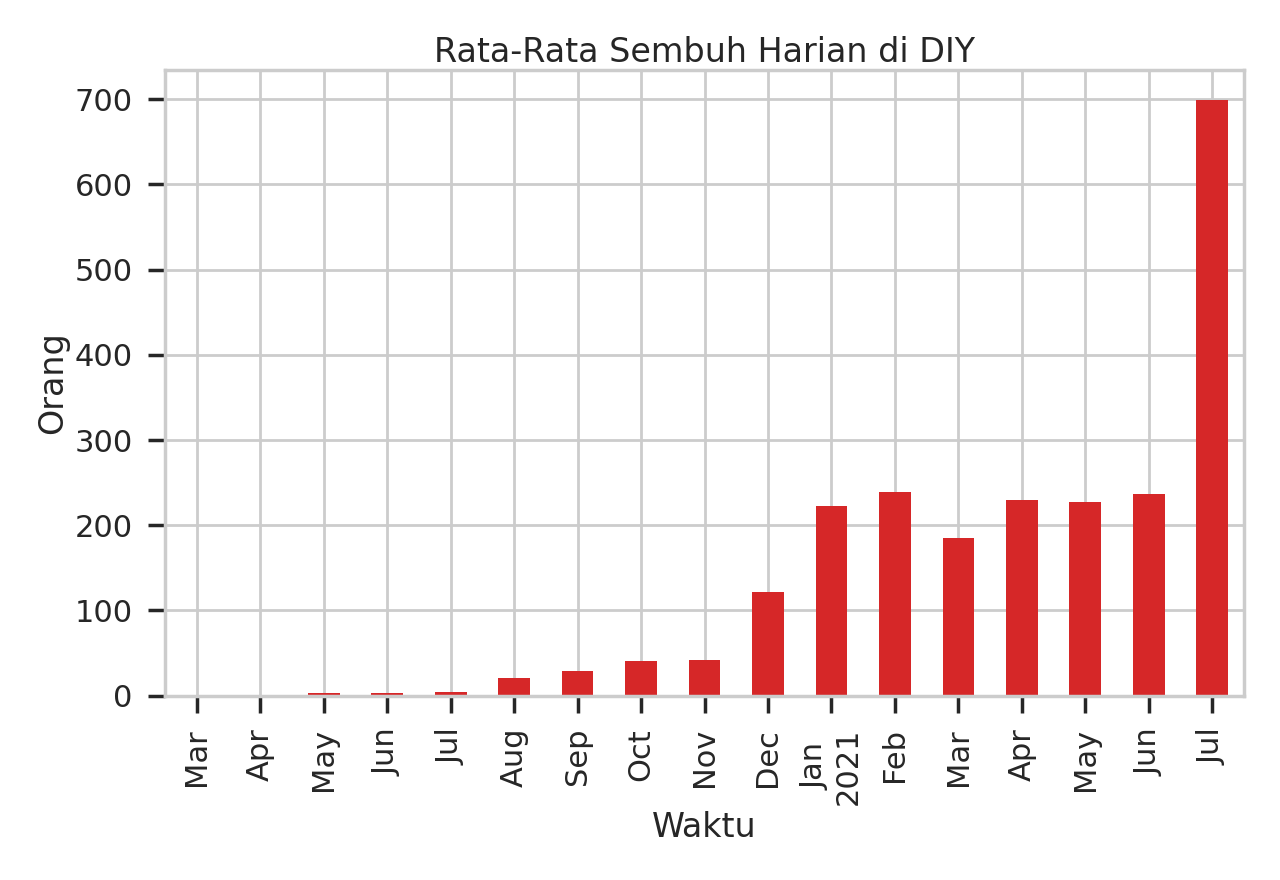 Rata-Rata Sembuh Harian di DIY
700
600
500
400
300
200
100
0
Orang
Mar
Apr
May
Jun
Jul
Aug
Sep
Oct
Nov
Dec
Jan
2021
Feb
Mar
Apr
May
Jun
Jul
Waktu